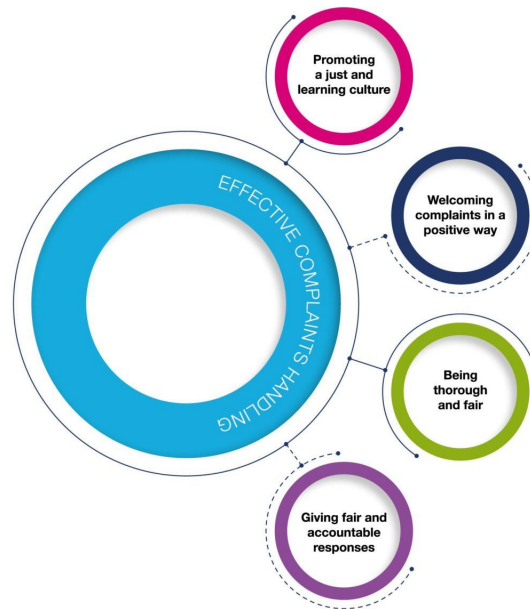 Promoting
a just and
learning culture
EFFECTIVE COMPLAINTS HANDLING
Welcoming
complaints in a
positive way
Being
thorough
and fair
Giving fair and
accountable
responses